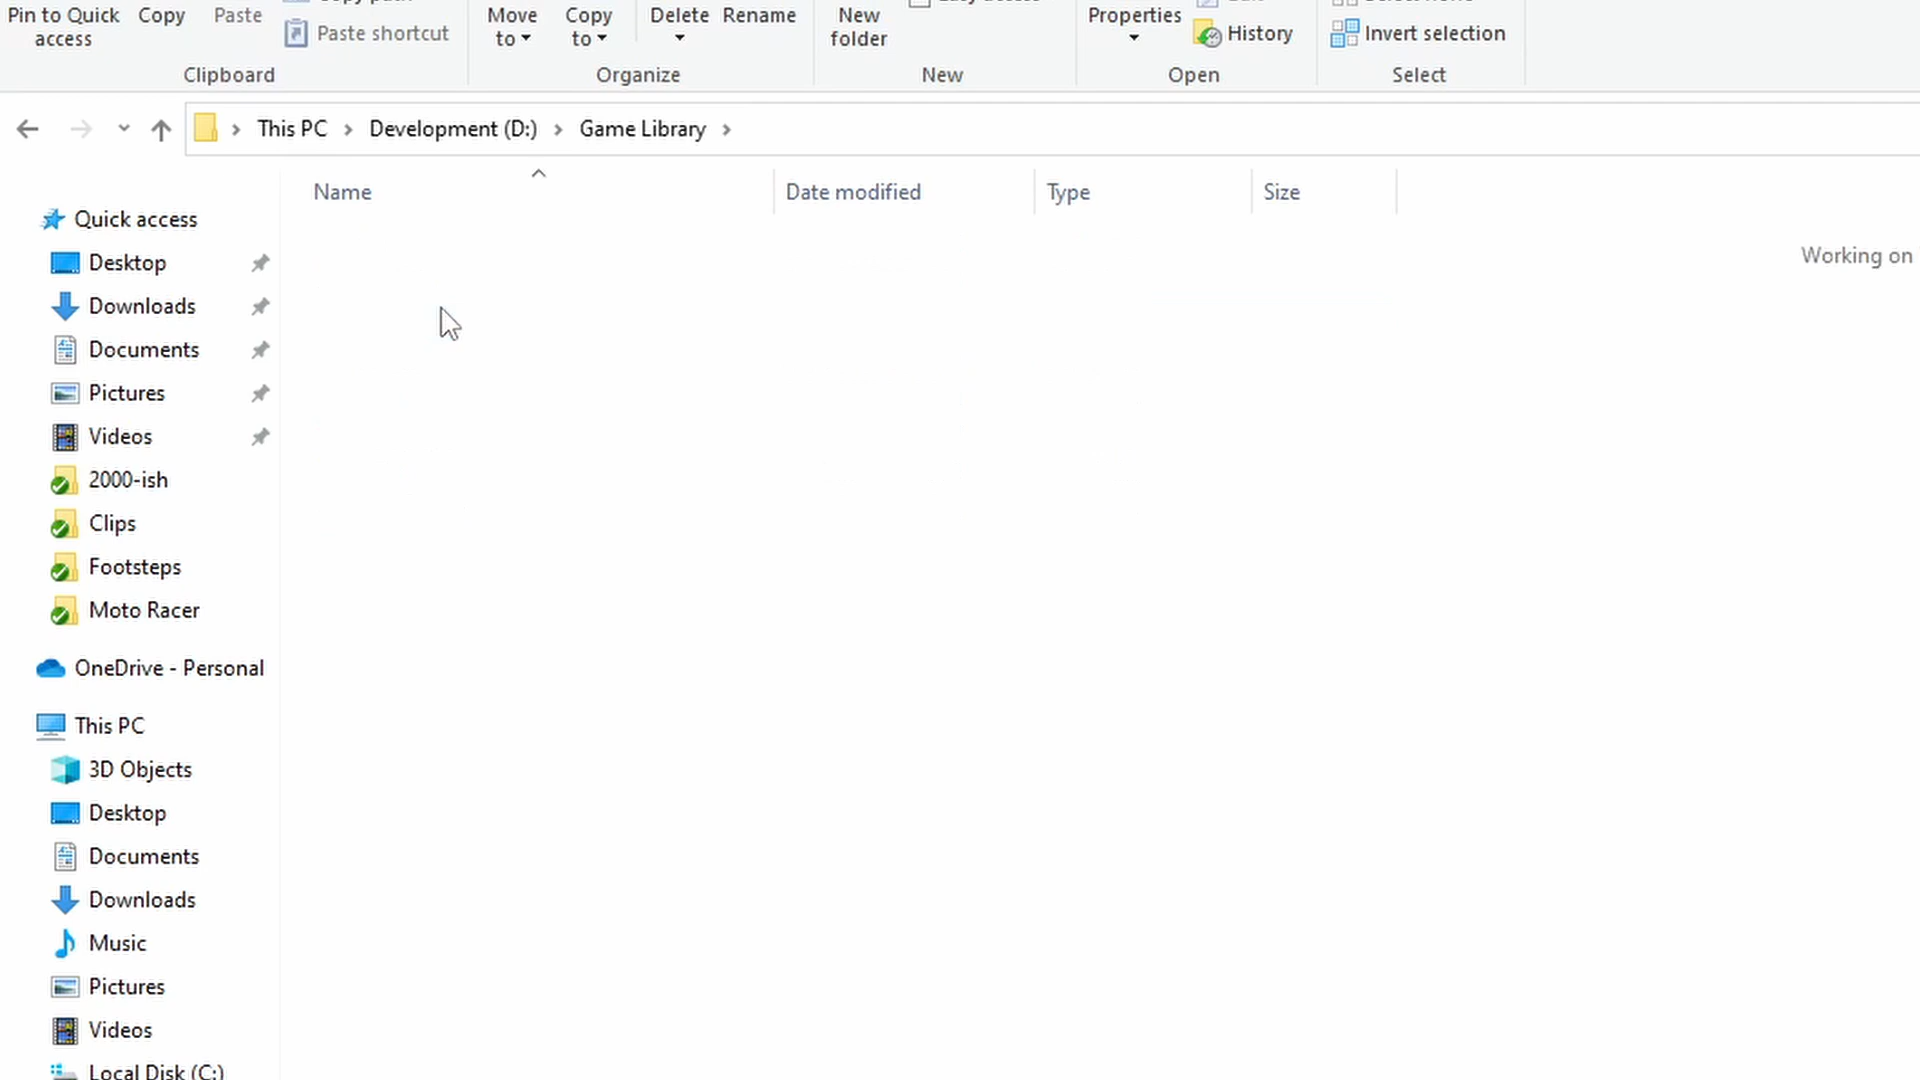 Pin to Quick access
Copy
Paste
Paste shortcut
Move to
Copy to
Delete
Rename
New folder
Properties
History
Invert selection
Clipboard
Organize
New
Open
Select
This PC > Development (D:) > Game Library >
Name
Date modified
Type
Size
Working on
Quick access
Desktop
Downloads
Documents
Pictures
Videos
2000-ish
Clips
Footsteps
Moto Racer
OneDrive - Personal
This PC
3D Objects
Desktop
Documents
Downloads
Music
Pictures
Videos
Local Disk (C:)